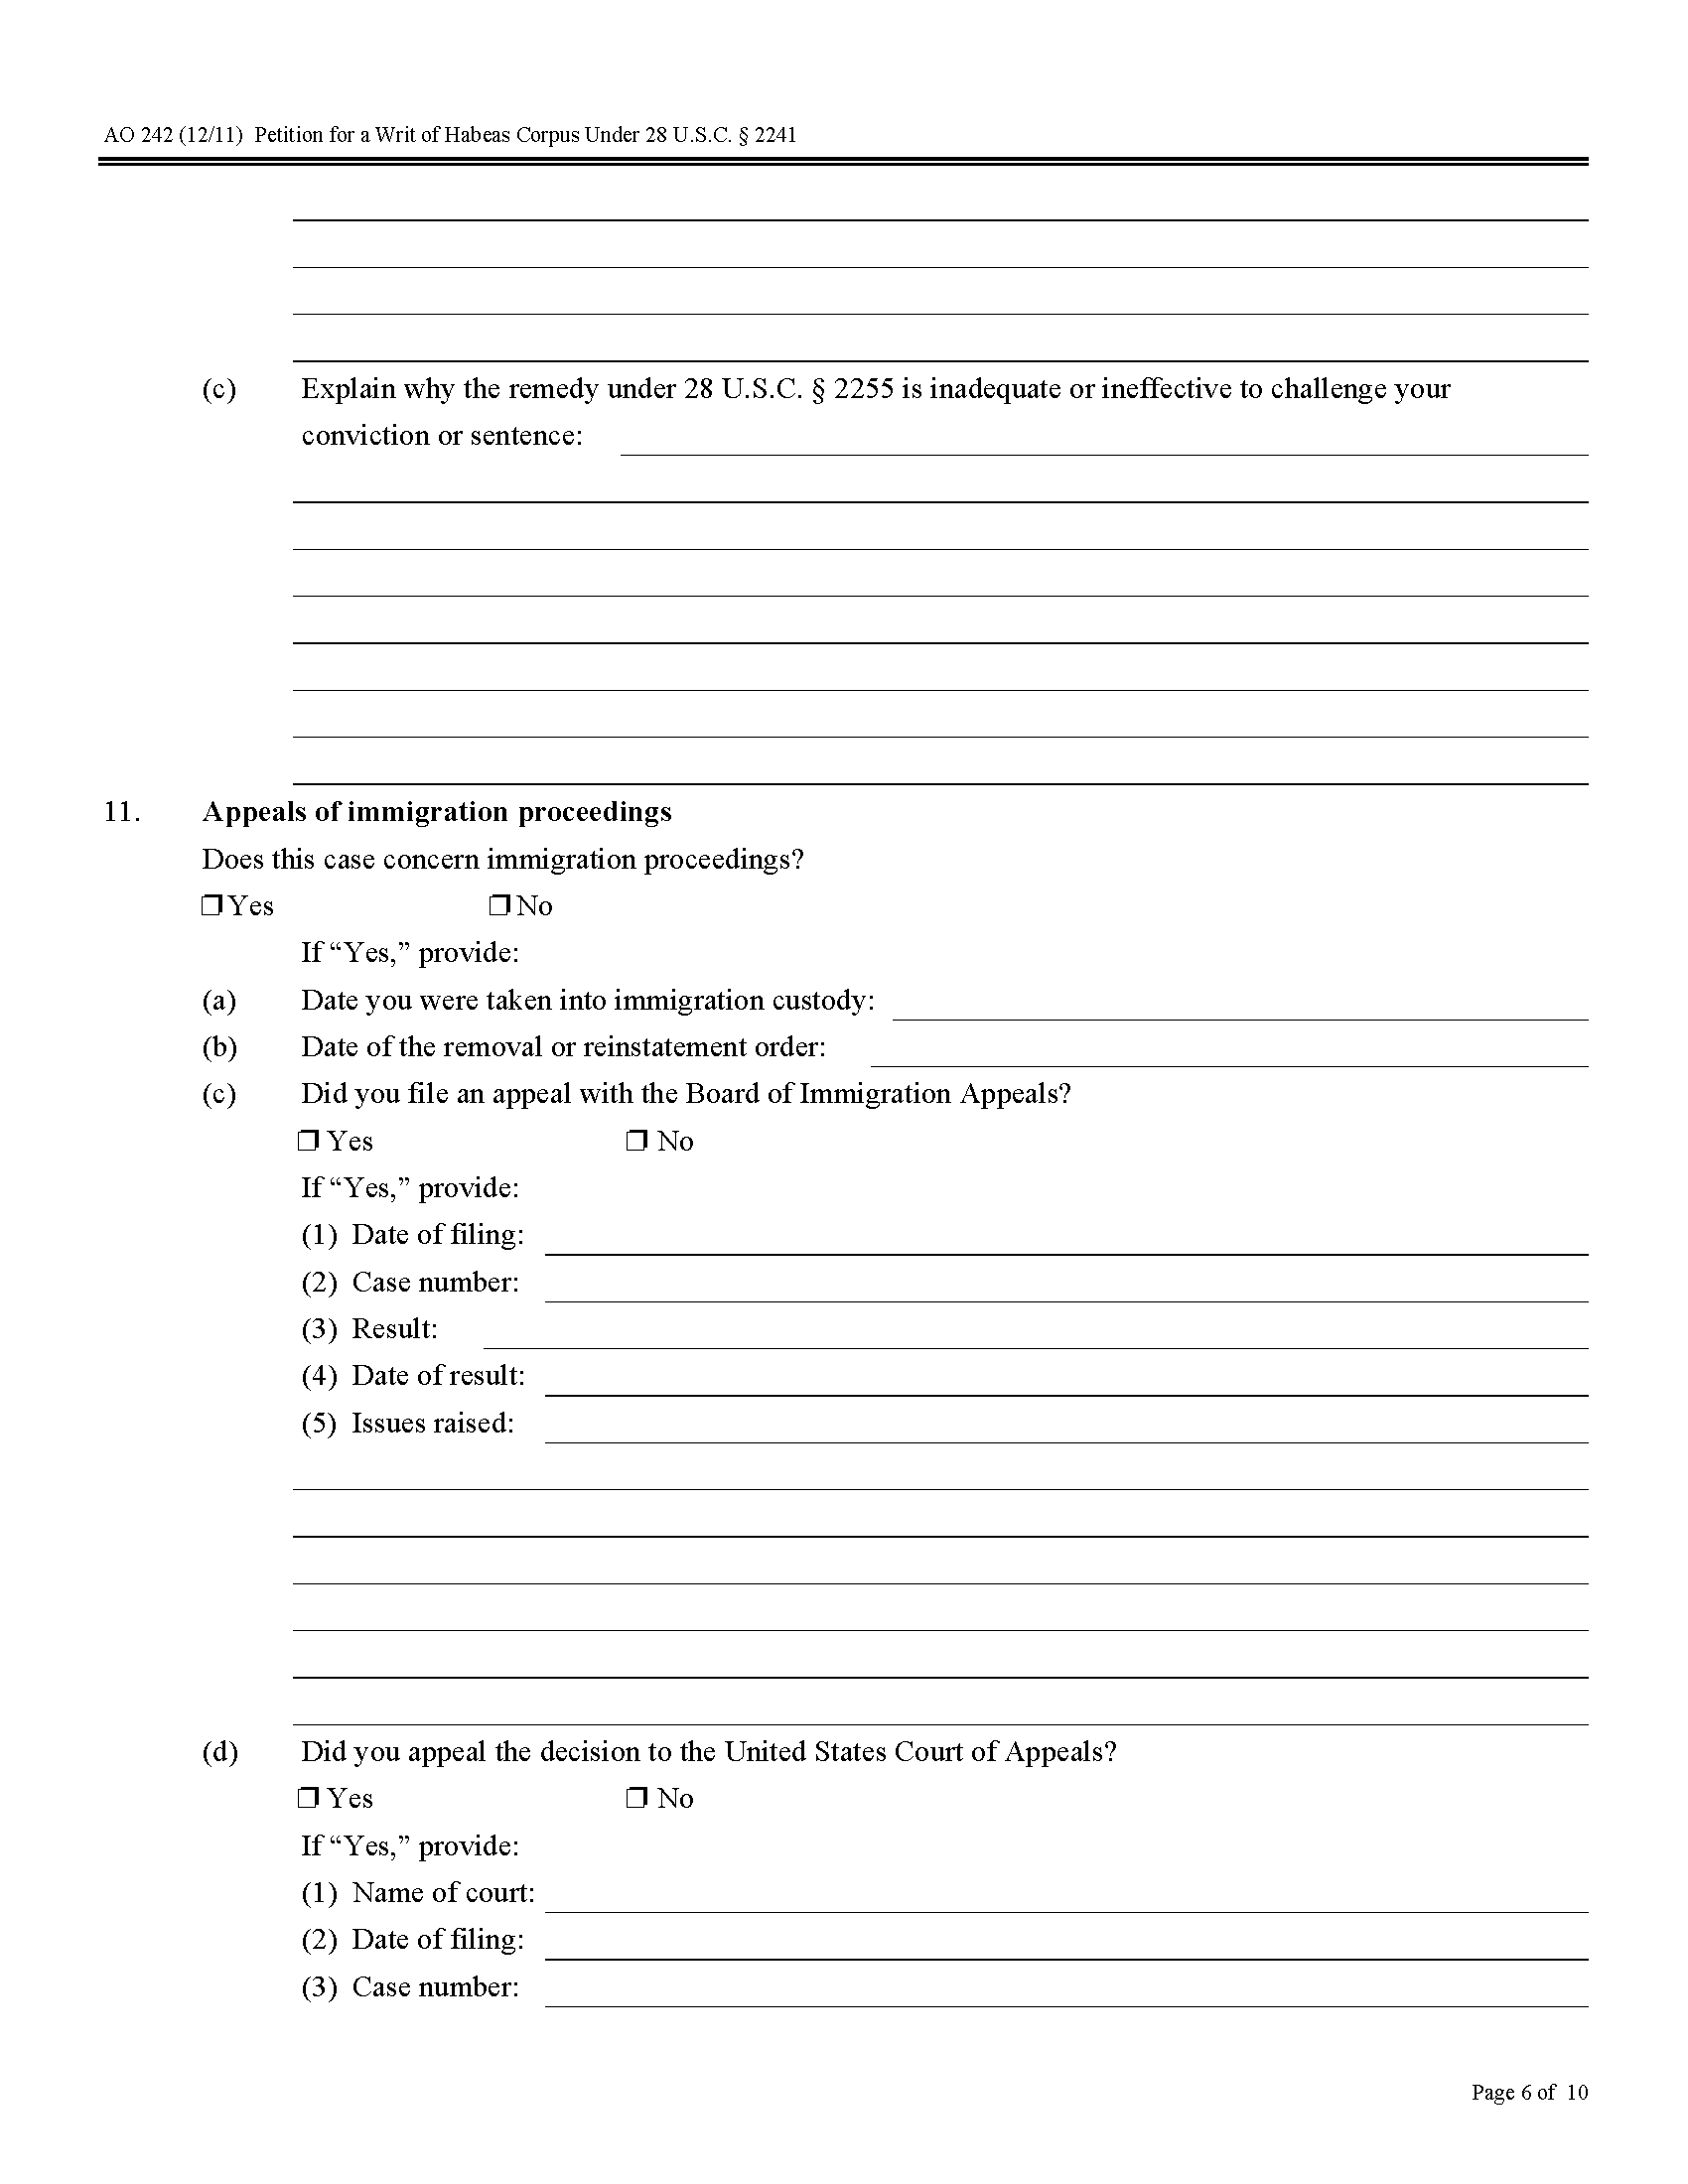 AO 242 (12/11) Petition for a Writ of Habeas Corpus Under 28 U.S.C. § 2241
(c) Explain why the remedy under 28 U.S.C. § 2255 is inadequate or ineffective to challenge your
conviction or sentence:
11. Appeals of immigration proceedings
Does this case concern immigration proceedings?
❐ Yes ❐ No
If “Yes,” provide:
(a) Date you were taken into immigration custody:
(b) Date of the removal or reinstatement order:
(c) Did you file an appeal with the Board of Immigration Appeals?
❐ Yes ❐ No
If “Yes,” provide:
(1) Date of filing:
(2) Case number:
(3) Result:
(4) Date of result:
(5) Issues raised:
(d) Did you appeal the decision to the United States Court of Appeals?
❐ Yes ❐ No
If “Yes,” provide:
(1) Name of court:
(2) Date of filing:
(3) Case number:
Page 6 of 10